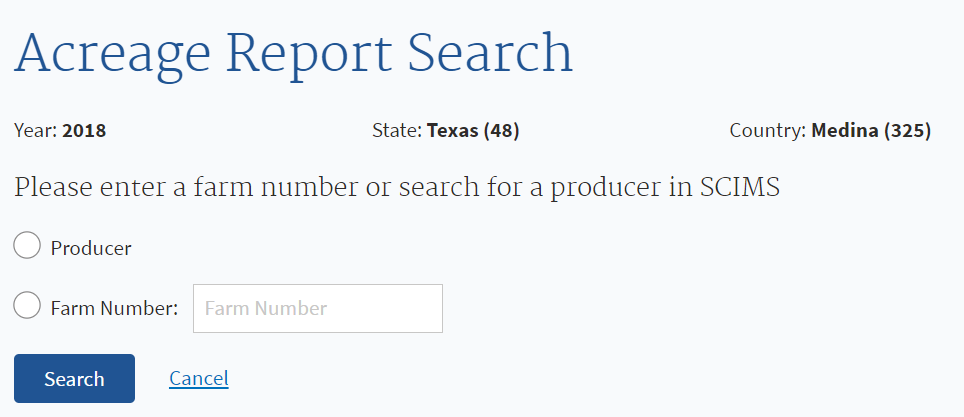 Acreage Report Search
Year: 2018 State: Texas (48) Country: Medina (325)
Please enter a farm number or search for a producer in SCIMS
Producer
Farm Number: Farm Number
Search Cancel